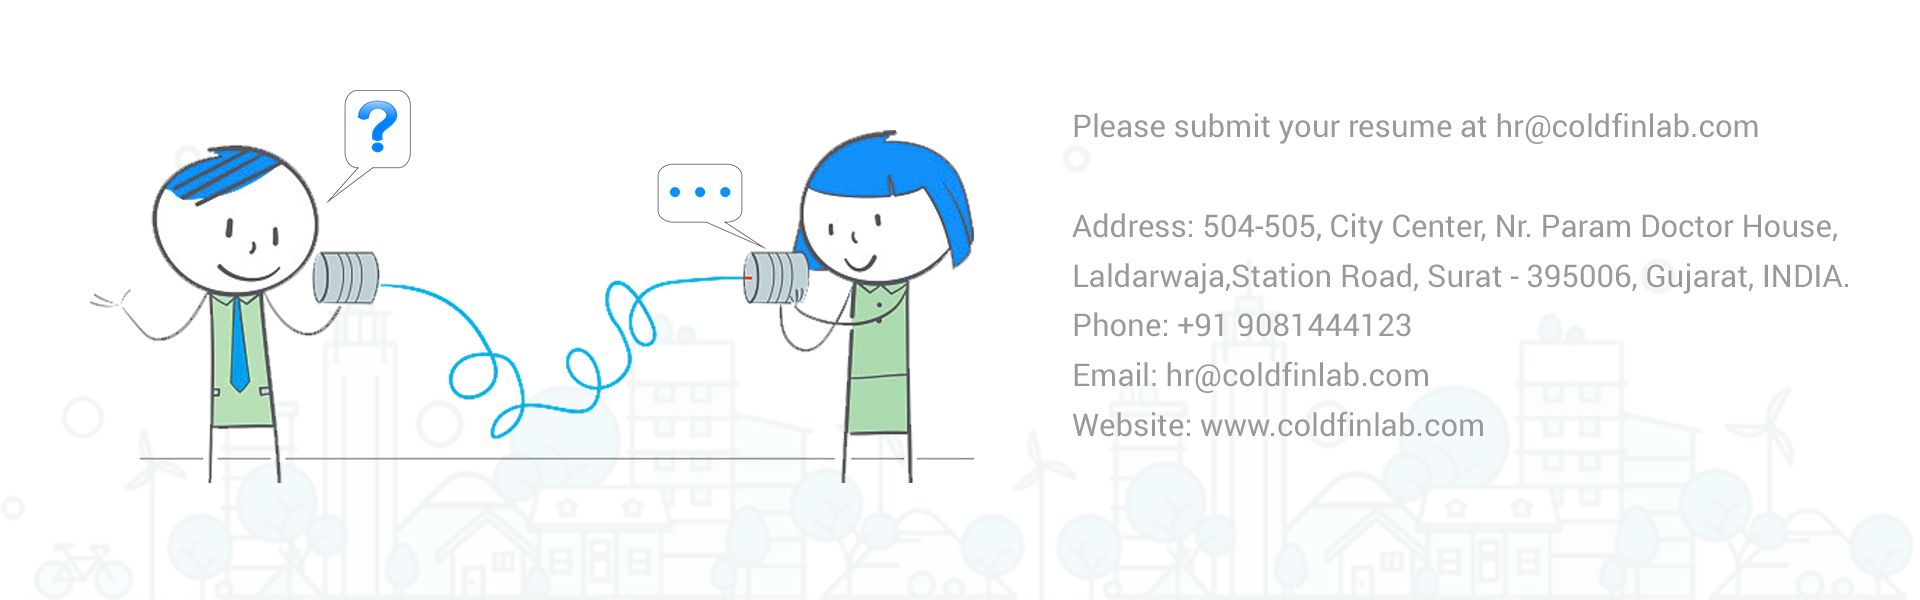 ?
Please submit your resume at hr@coldfinlab.com
Address: 504-505, City Center, Nr. Param Doctor House,
Laldarwaja,Station Road, Surat - 395006, Gujarat, INDIA.
Phone: +91 9081444123
Email: hr@coldfinlab.com
Website: www.coldfinlab.com